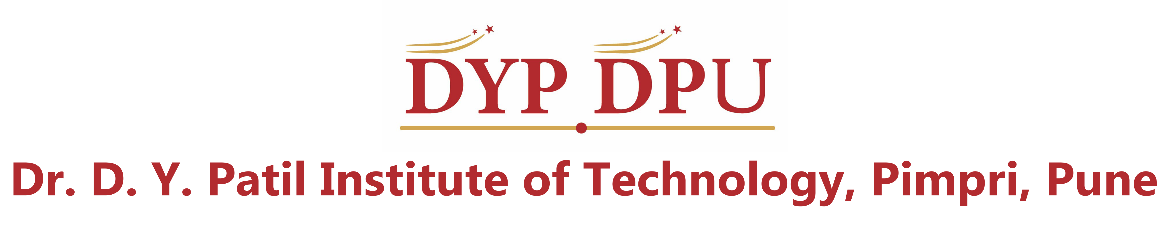 DYP DPU
Dr. D. Y. Patil Institute of Technology, Pimpri, Pune